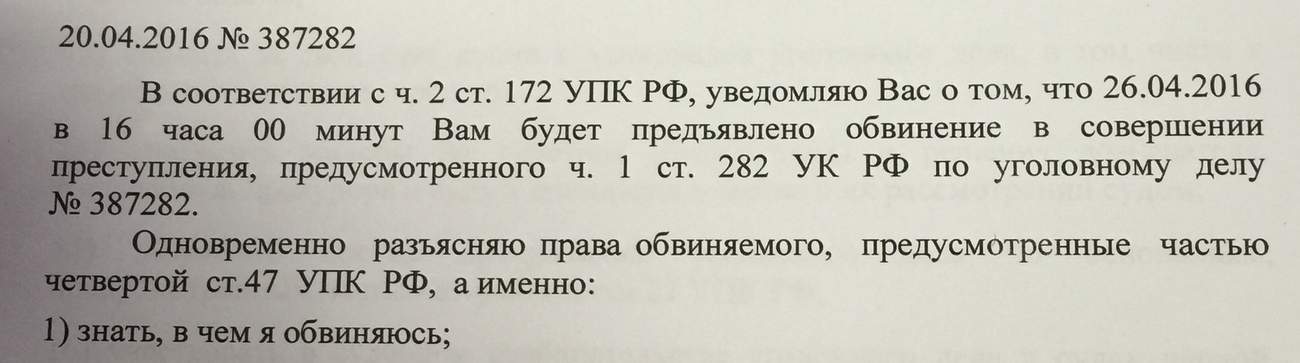 20.04.2016 № 387282
В соответствии с ч. 2 ст. 172 УПК РФ, уведомляю Вас о том, что 26.04.2016
в 16 часа 00 минут Вам будет предъявлено обвинение в совершении
преступления, предусмотренного ч. 1 ст. 282 УК РФ по уголовному делу
№ 387282.
Одновременно разъясняю права обвиняемого, предусмотренные частью
четвертой ст.47 УПК РФ, а именно:
1) знать, в чем я обвиняюсь;